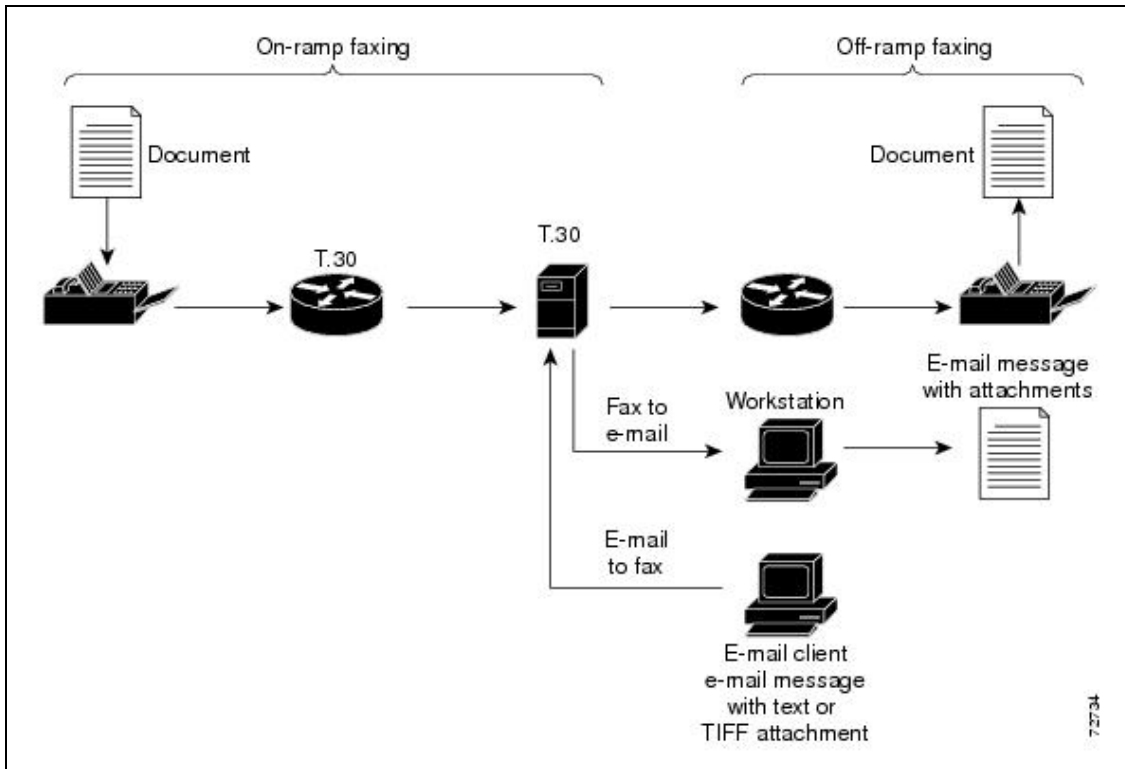 On-ramp faxing
Off-ramp faxing
Document
Document
T.30
T.30
E-mail message
with attachments
Fax to
e-mail
Workstation
E-mail
to fax
E-mail client
e-mail message
with text or
TIFF attachment
72734